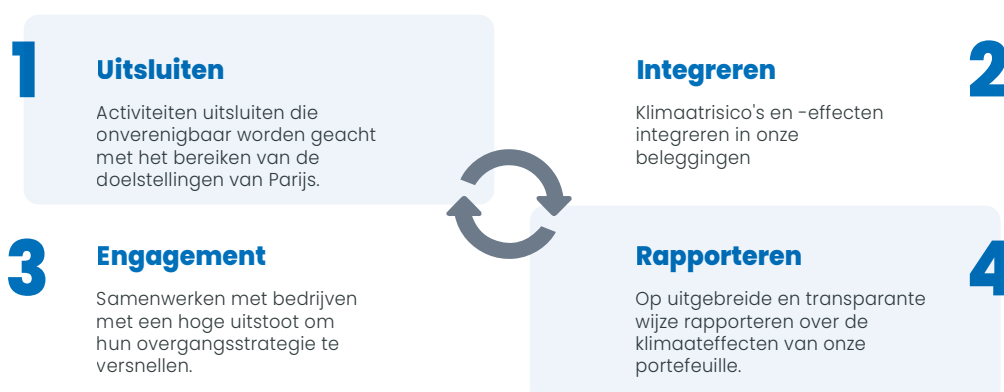 1
Uitsluiten
Activiteiten uitsluiten die
onverenigbaar worden geacht
met het bereiken van de
doelstellingen van Parijs.
2
Integreren
Klimaatrisico's en -effecten
integreren in onze
beleggingen
3
Engagement
Samenwerken met bedrijven
met een hoge uitstoot om
hun overgangsstrategie te
versnellen.
4
Rapporteren
Op uitgebreide en transparante
wijze rapporteren over de
klimaateffecten van onze
portefeuille.